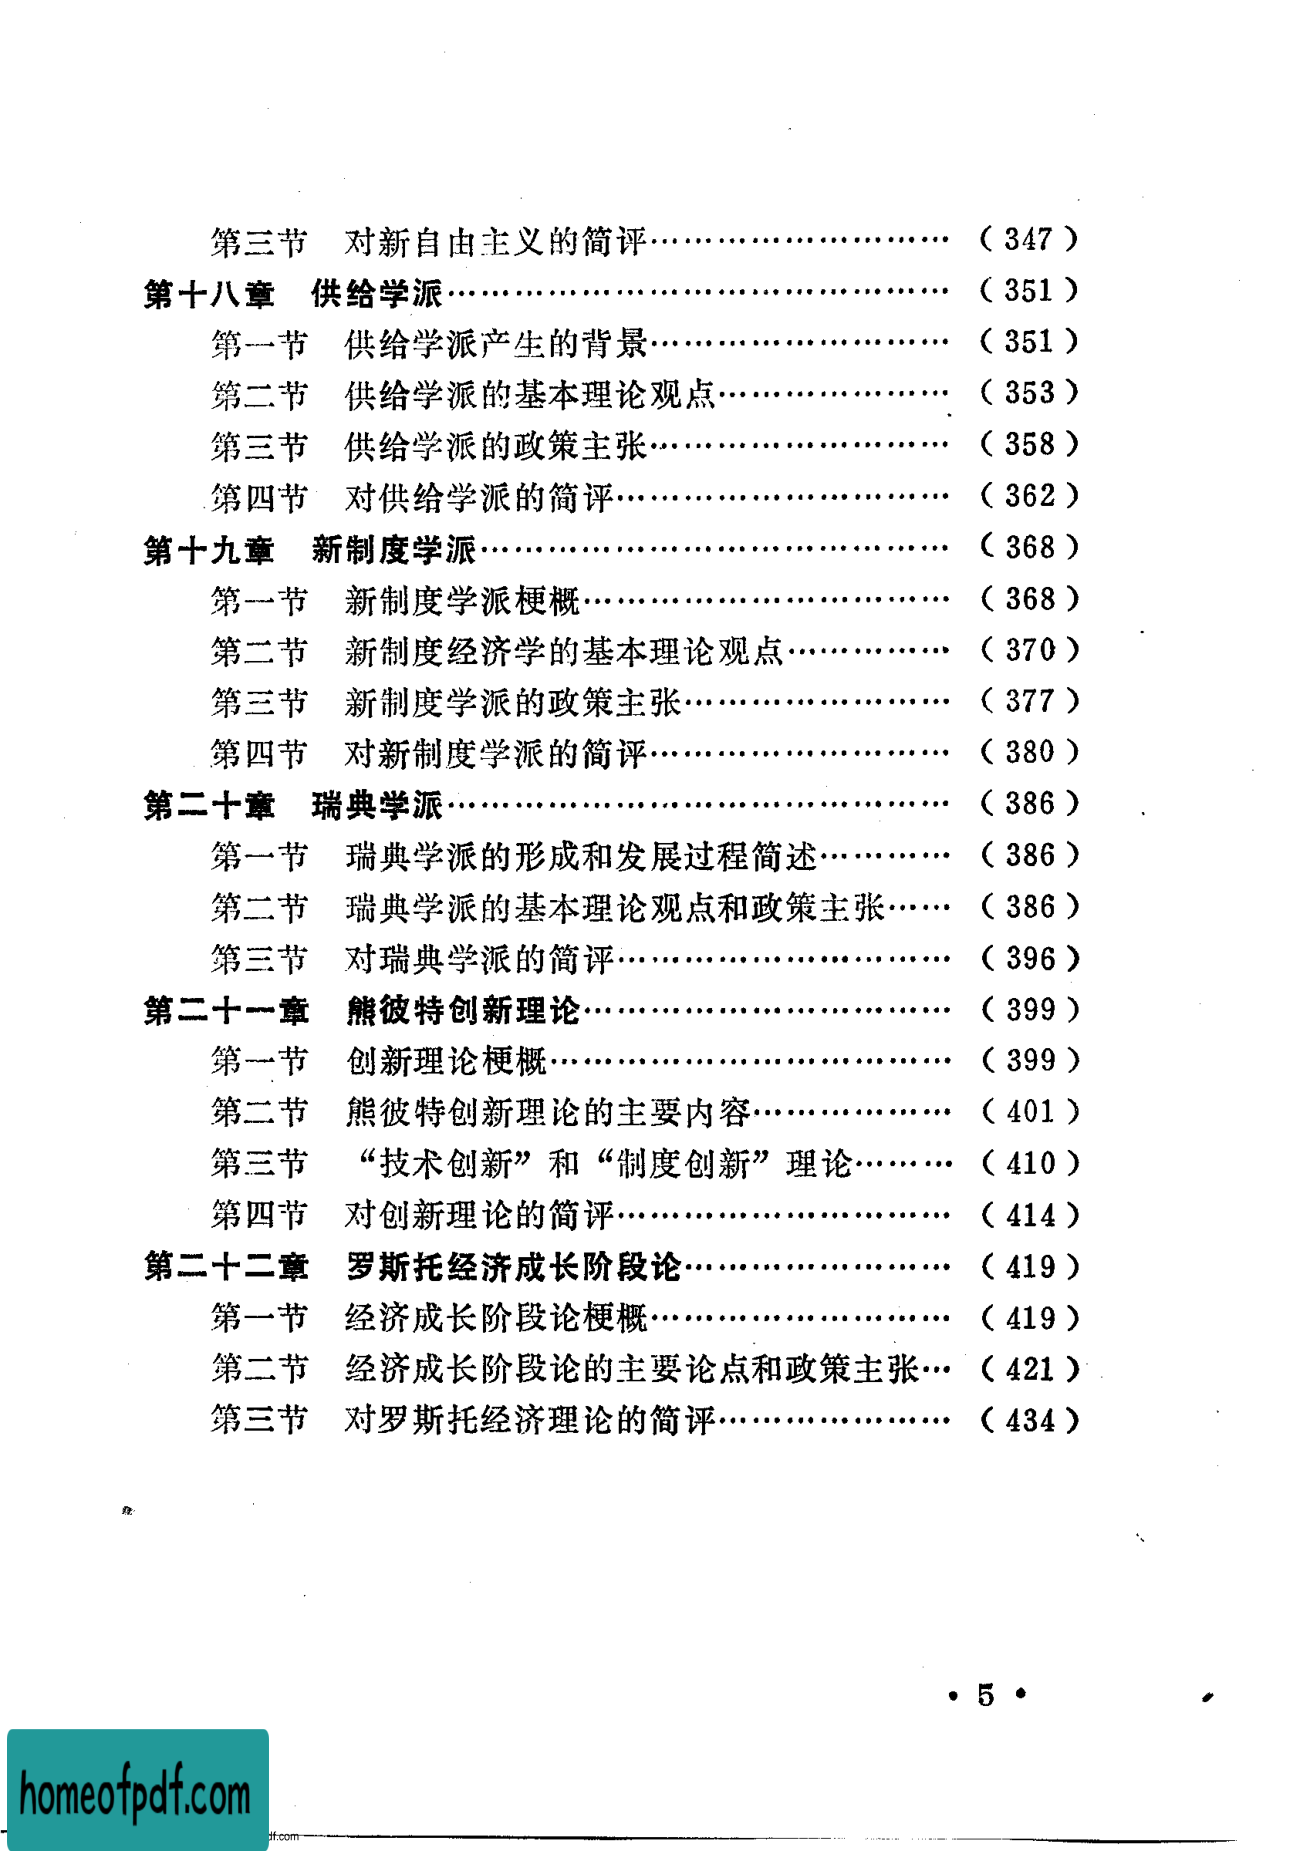 第三节 对新自由主义的简评………………………（347）
第十八章 供给学派………………………………………（351）
第一节 供给学派产生的背景………………………（351）
第二节 供给学派的基本理论观点…………………（353）
第三节 供给学派的政策主张………………………（358）
第四节 对供给学派的简评…………………………（362）
第十九章 新制度学派……………………………………（368）
第一节 新制度学派梗概……………………………（368）
第二节 新制度经济学的基本理论观点……………（370）
第三节 新制度学派的政策主张……………………（377）
第四节 对新制度学派的简评………………………（380）
第二十章 瑞典学派………………………………………（386）
第一节 瑞典学派的形成和发展过程简述…………（386）
第二节 瑞典学派的基本理论观点和政策主张……（386）
第三节 对瑞典学派的简评…………………………（396）
第二十一章 熊彼特创新理论……………………………（399）
第一节 创新理论梗概………………………………（399）
第二节 熊彼特创新理论的主要内容………………（401）
第三节 “技术创新”和“制度创新”理论………（410）
第四节 对创新理论的简评…………………………（414）
第二十二章 罗斯托经济成长阶段论……………………（419）
第一节 经济成长阶段论梗概………………………（419）
第二节 经济成长阶段论的主要论点和政策主张…（421）
第三节 对罗斯托经济理论的简评…………………（434）
• 5 •
homeofpdf.com
df.com